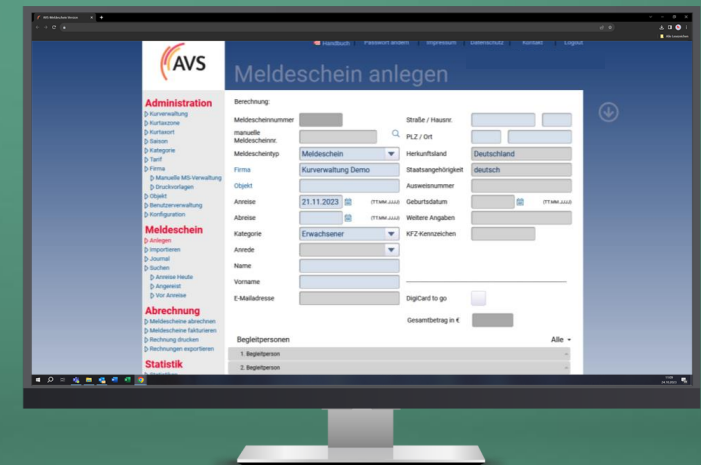 AVS Meldeschein
Handbuch | Passwort ändern | Impressum | Datenschutz | Kontakt | Logout
AVS
Meldeschein anlegen
Administration
Kurverwaltung
Kurtaxzone
Kurtaxort
Saison
Kategorie
Tarif
Firma
Manuelle MS-Verwaltung
Druckvorlagen
Objekt
Benutzerverwaltung
Konfiguration
Meldeschein
Anlegen
Importieren
Journal
Suchen
Anreise Heute
Angereist
Vor Anreise
Abrechnung
Meldescheine abrechnen
Meldescheine fakturieren
Rechnung drucken
Rechnungen exportieren
Statistik
Berechnung:
Meldescheinnummer
manuelle
Meldescheinnr.
Meldescheintyp Meldeschein
Firma Kurverwaltung Demo
Objekt
Anreise 21.11.2023 (TT.MM.JJJJ)
Abreise (TT.MM.JJJJ)
Kategorie Erwachsener
Anrede
Name
Vorname
E-Mailadresse
Straße / Hausnr.
PLZ / Ort
Herkunftsland Deutschland
Staatsangehörigkeit deutsch
Ausweisnummer
Geburtsdatum (TT.MM.JJJJ)
Weitere Angaben
KFZ-Kennzeichen
DigiCard to go
Gesamtbetrag in €
Begleitpersonen Alle
1. Begleitperson
2. Begleitperson